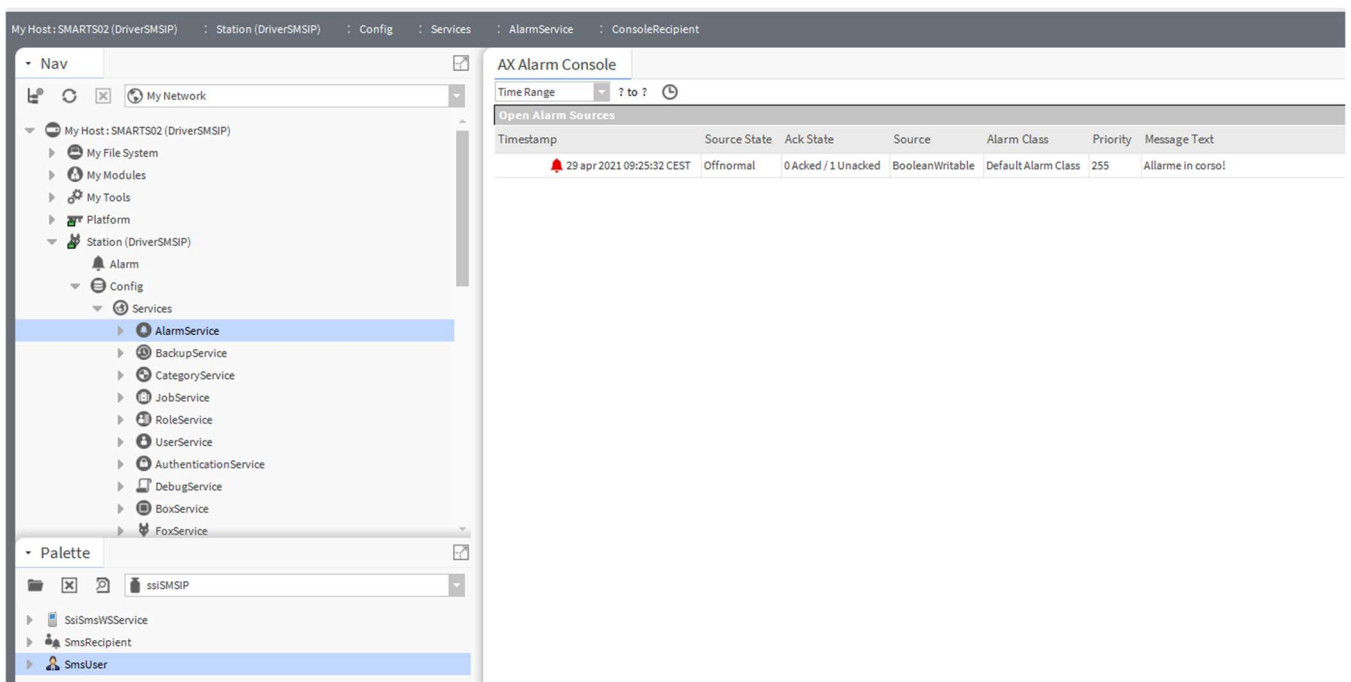 My Host : SMARTS02 (DriverSMSIP) : Station (DriverSMSIP) : Config : Services : AlarmService : ConsoleRecipient
Nav
My Network
My Host : SMARTS02 (DriverSMSIP)
My File System
My Modules
My Tools
Platform
Station (DriverSMSIP)
Alarm
Config
Services
AlarmService
BackupService
CategoryService
JobService
RoleService
UserService
AuthenticationService
DebugService
BoxService
FoxService
Palette
ssiSMSIP
SsiSmsWSService
SmsRecipient
SmsUser
AX Alarm Console
Time Range ? to ?
Open Alarm Sources
Timestamp Source State Ack State Source Alarm Class Priority Message Text
29 apr 2021 09:25:32 CEST Offnormal 0 Acked / 1 Unacked BooleanWritable Default Alarm Class 255 Allarme in corso!